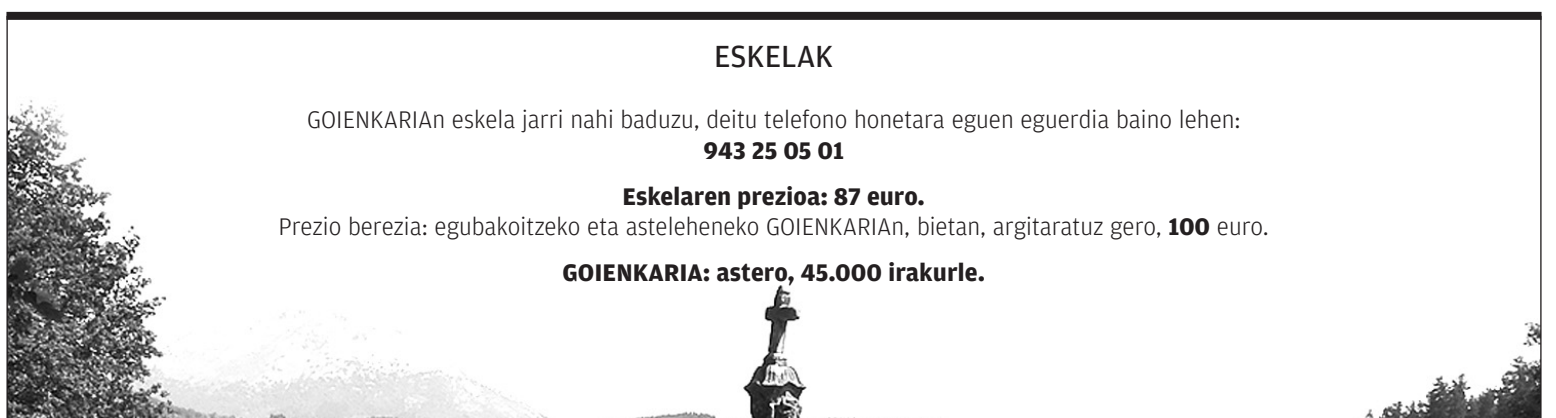 ESKELAK
GOIENKARIAn eskela jarri nahi baduzu, deitu telefono honetara eguen eguerdia baino lehen:
943 25 05 01
Eskelaren prezioa: 87 euro.
Prezio berezia: egubakoitzeko eta asteleheneko GOIENKARIAn, bietan, argitaratuz gero, 100 euro.
GOIENKARIA: astero, 45.000 irakurle.